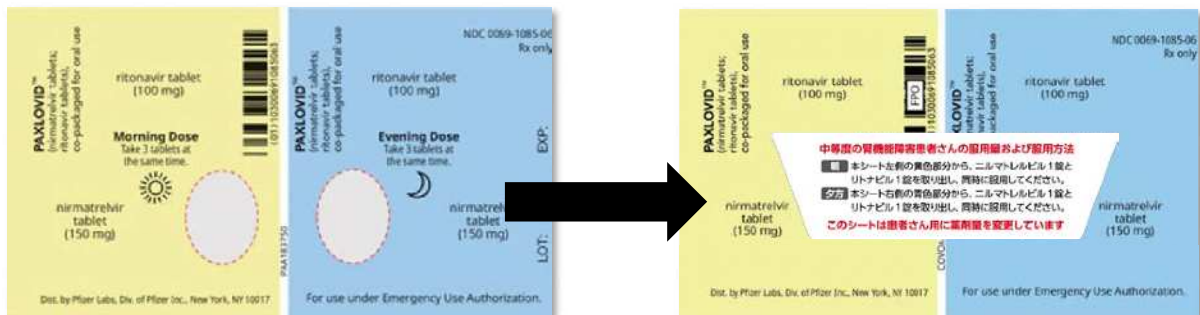 PAXLOVID™
(nirmatrelvir tablets;
ritonavir tablets),
co-packaged for oral use
ritonavir tablet
(100 mg)
(01)10300691085063
Morning Dose
Take 3 tablets at
the same time.
nirmatrelvir
tablet
(150 mg)
Dist. by Pfizer Labs, Div. of Pfizer Inc., New York, NY 10017
PAA183750
NDC 0069-1085-06
Rx only
PAXLOVID™
(nirmatrelvir tablets;
ritonavir tablets),
co-packaged for oral use
ritonavir tablet
(100 mg)
Evening Dose
Take 3 tablets at
the same time.
nirmatrelvir
tablet
(150 mg)
EXP:
LOT:
For use under Emergency Use Authorization.
PAXLOVID™
(nirmatrelvir tablets;
ritonavir tablets),
co-packaged for oral use
ritonavir tablet
(100 mg)
FPO
10300691085063
nirmatrelvir
tablet
(150 mg)
Dist. by Pfizer Labs, Div. of Pfizer Inc., New York, NY 10017
NDC 0069-1085-06
Rx only
ritonavir tablet
(100 mg)
中等度の腎機能障害患者さんの服用量および服用方法
朝 本シート左側の黄色部分から、ニルマトレルビル1錠と
リトナビル1錠を取り出し、同時に服用してください。
夕方 本シート右側の青色部分から、ニルマトレルビル1錠と
リトナビル1錠を取り出し、同時に服用してください。
このシートは患者さん用に薬剤量を変更しています
nirmatrelvir
tablet
(150 mg)
For use under Emergency Use Authorization.